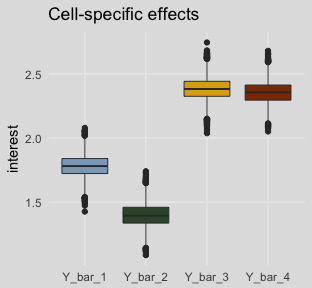 Cell-specific effects
interest
2.5
2.0
1.5
Y_bar_1 Y_bar_2 Y_bar_3 Y_bar_4